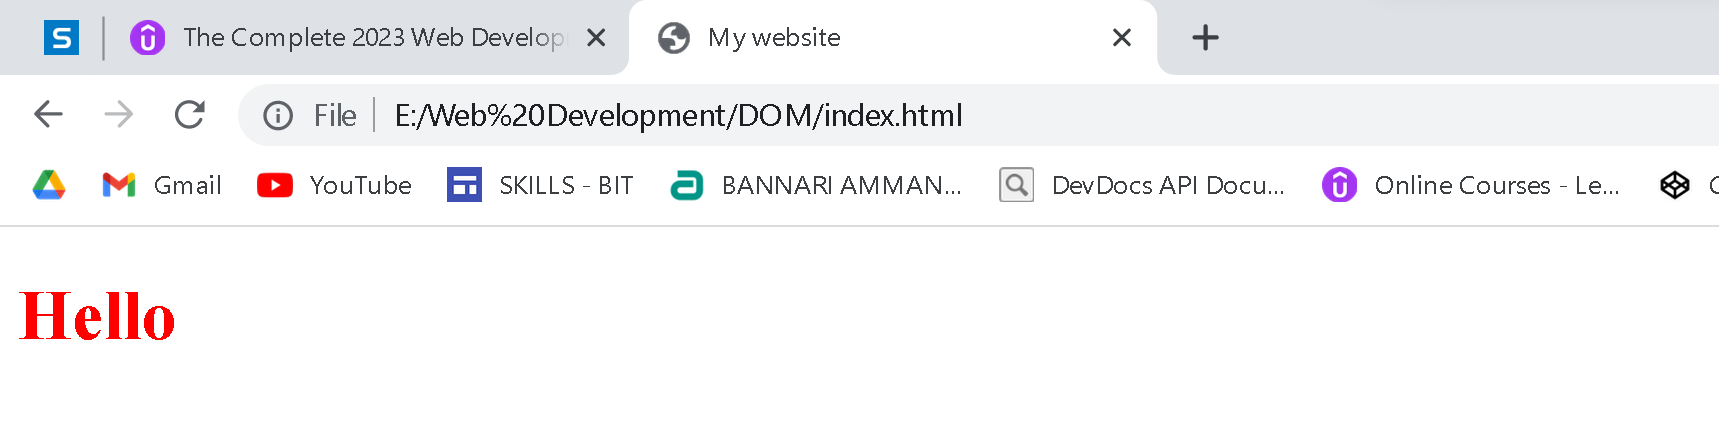 S The Complete 2023 Web Develop My website
File E:/Web%20Development/DOM/index.html
Gmail YouTube SKILLS - BIT BANNARI AMMAN... DevDocs API Docu... Online Courses - Le...
Hello